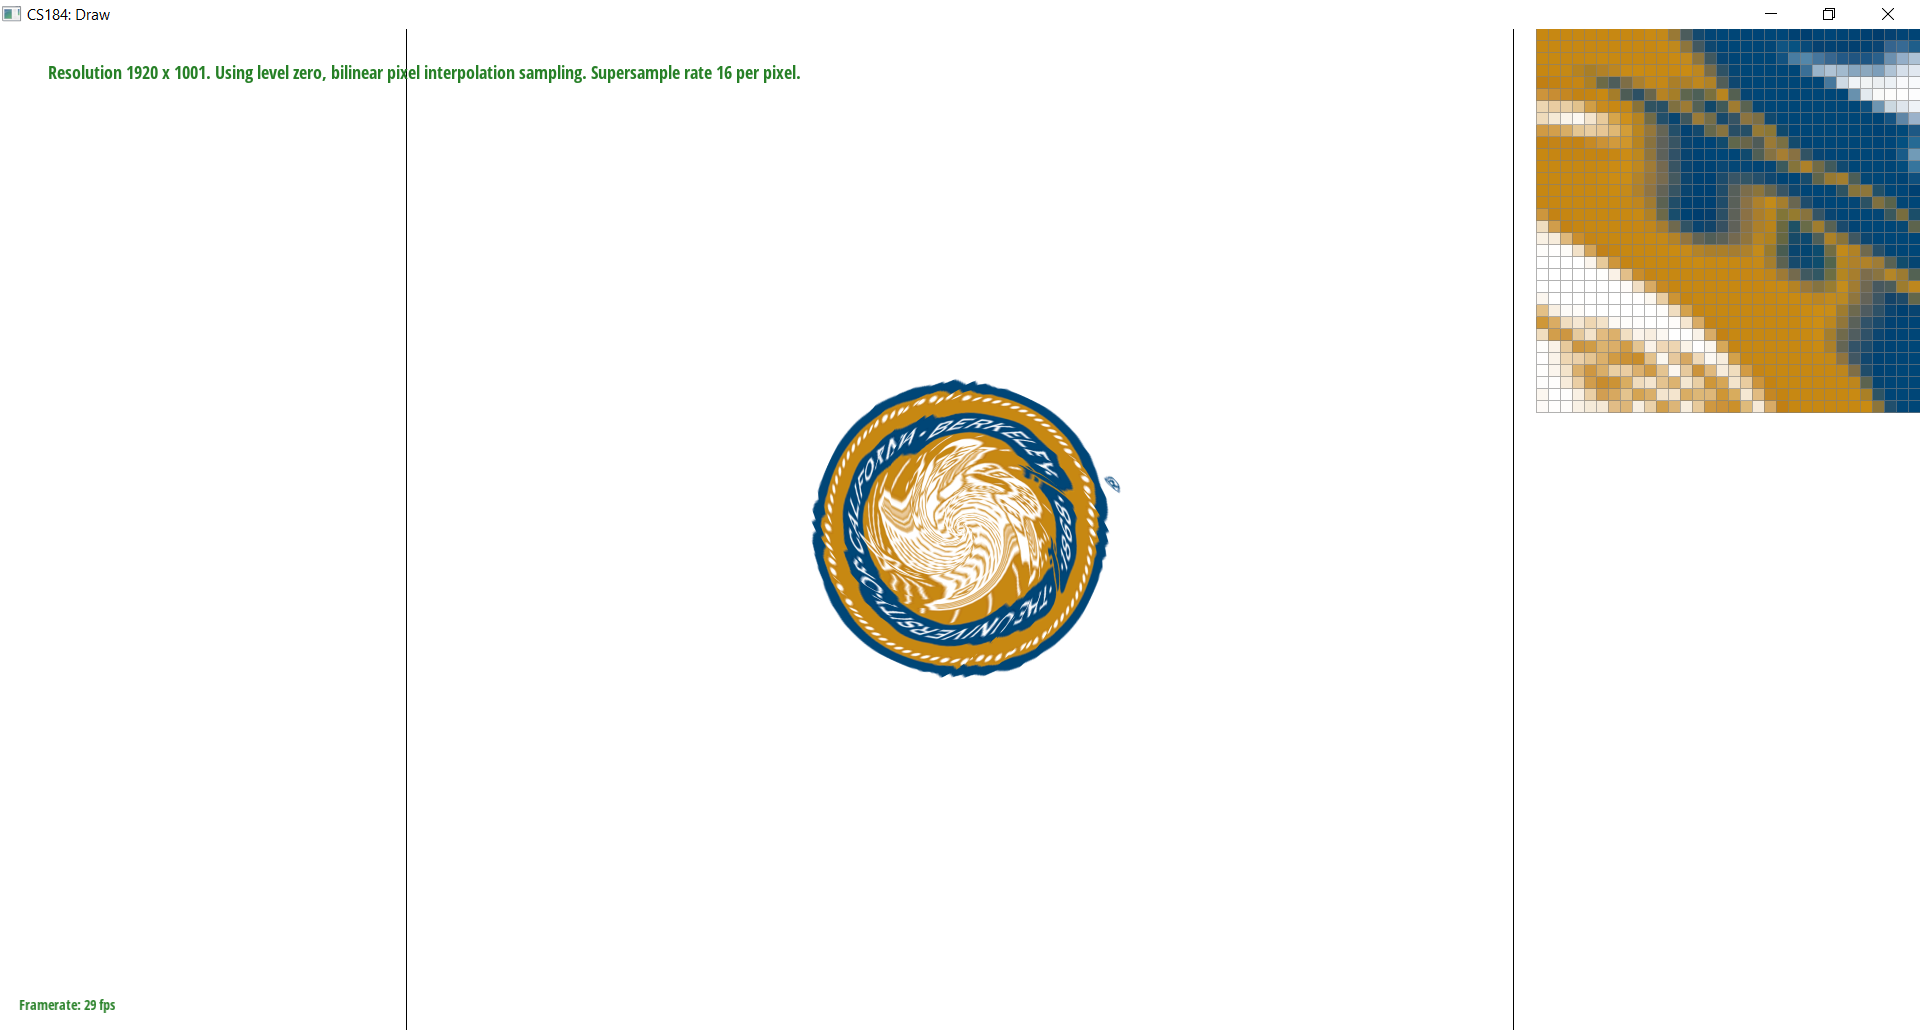 CS184: Draw
Resolution 1920 x 1001. Using level zero, bilinear pixel interpolation sampling. Supersample rate 16 per pixel.
CALIFORNIA · BERKELEY
1868
·THE UNIVERSITY OF
Framerate: 29 fps